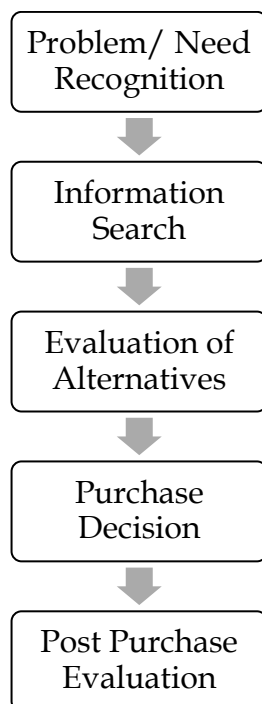 Problem/ Need
Recognition
Information
Search
Evaluation of
Alternatives
Purchase
Decision
Post Purchase
Evaluation